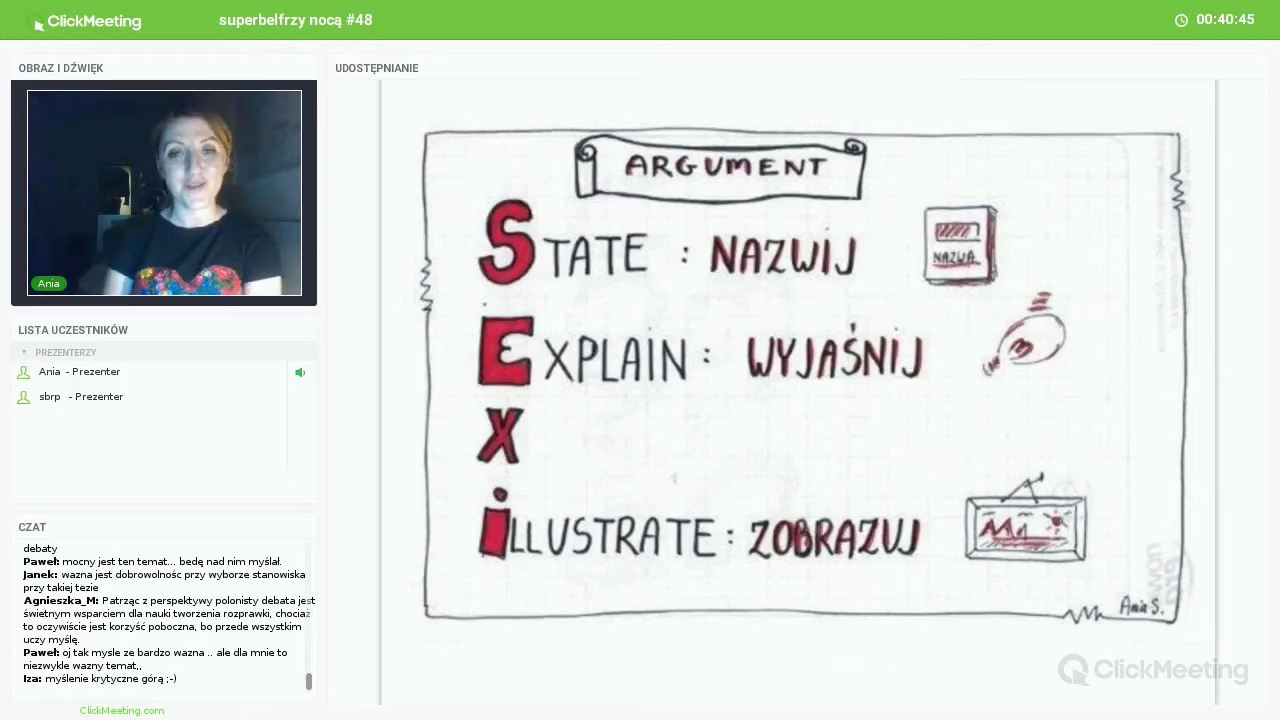 ClickMeeting
superbelfrzy nocą #48
00:40:45
OBRAZ I DŹWIĘK
Ania
LISTA UCZESTNIKÓW
PREZENTERZY
Ania - Prezenter
sbrp - Prezenter
CZAT
debaty
Paweł: mocny jest ten temat... bedę nad nim myślał
Janek: wazna jest dobrowolnośc przy wyborze stanowiska
przy takiej tezie
Agnieszka_M: Patrząc z perspektywy polonisty debata jest
świetnym wsparciem dla nauki tworzenia rozprawki, chociaż
to oczywiście jest korzyść poboczna, bo przede wszystkim
uczy myślę.
Paweł: oj tak mysle ze bardzo wazna .. ale dla mnie to
niezwykle wazny temat,,
Iza: myślenie krytyczne górą ;-)
ClickMeeting.com
UDOSTĘPNIANIE
ARGUMENT
STATE : NAZWIJ
NAZWA
EXPLAIN : WYJAŚNIJ
X
iLLUSTRATE : ZOBRAZUJ
Ania S.
ClickMeeting